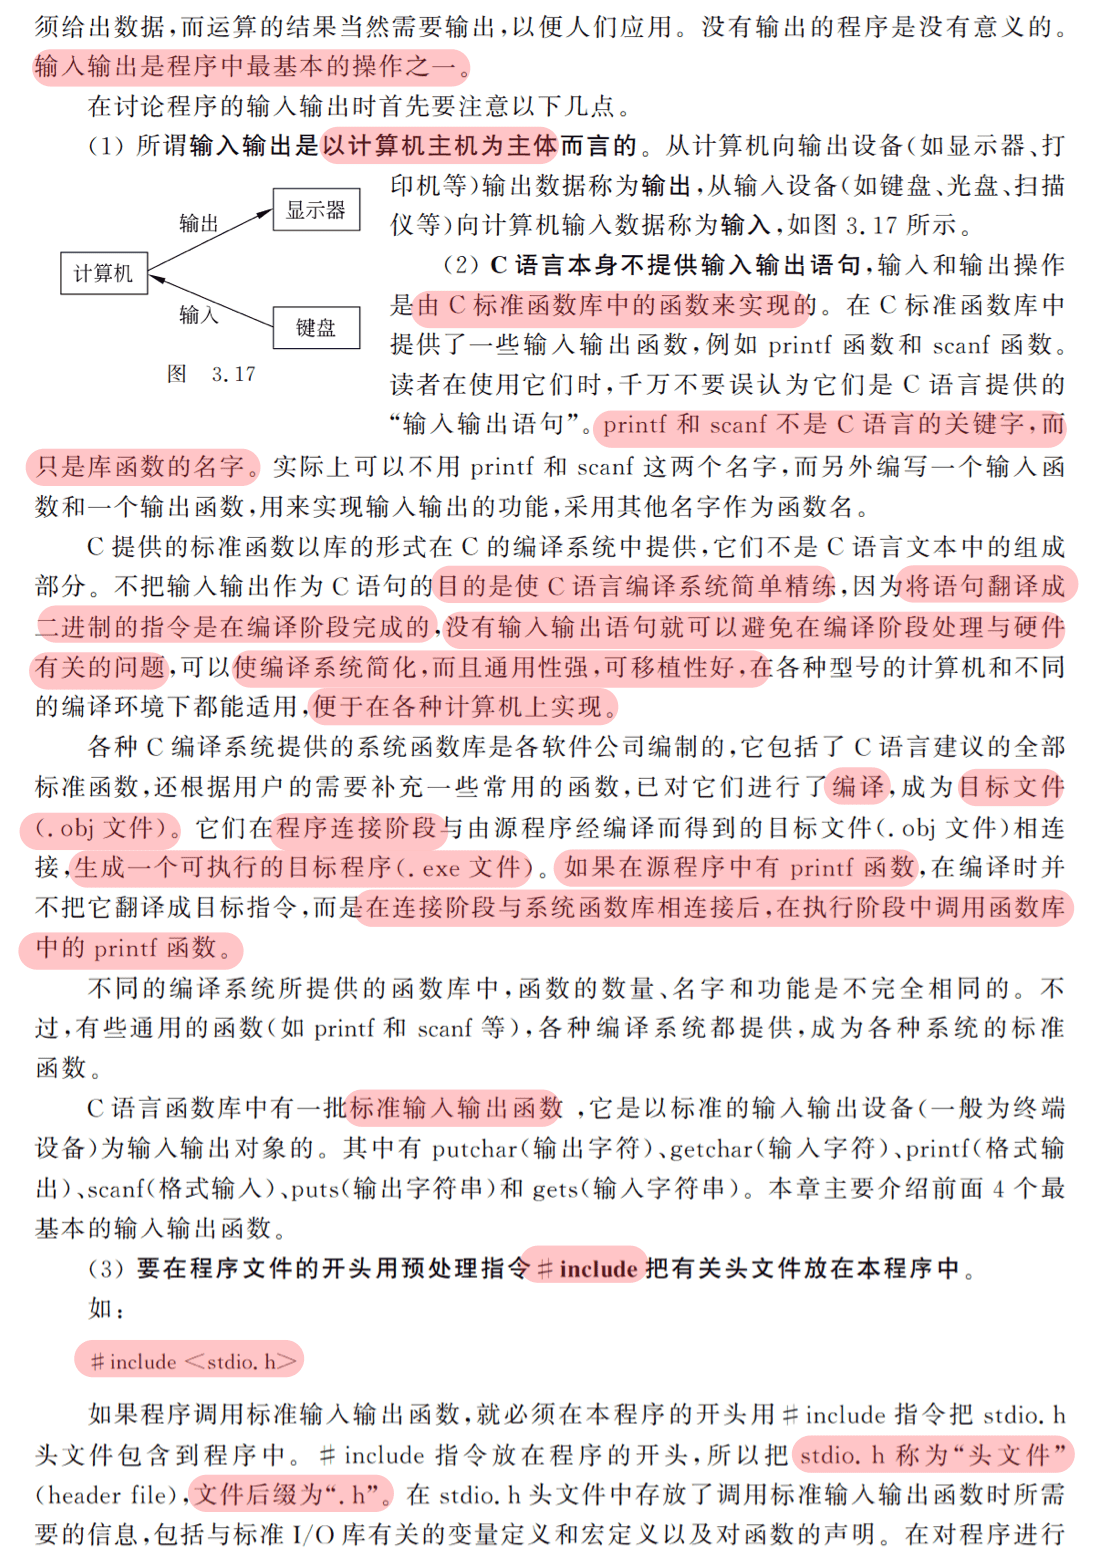 须给出数据,而运算的结果当然需要输出,以便人们应用。没有输出的程序是没有意义的。
输入输出是程序中最基本的操作之一。
在讨论程序的输入输出时首先要注意以下几点。
(1) 所谓输入输出是以计算机主机为主体而言的。从计算机向输出设备(如显示器、打
印机等)输出数据称为输出,从输入设备(如键盘、光盘、扫描
仪等)向计算机输入数据称为输入,如图 3.17 所示。
输出
显示器
计算机
输入
键盘
图 3.17
(2) C 语言本身不提供输入输出语句,输入和输出操作
是由 C 标准函数库中的函数来实现的。在 C 标准函数库中
提供了一些输入输出函数,例如 printf 函数和 scanf 函数。
读者在使用它们时,千万不要误认为它们是 C 语言提供的
“输入输出语句”。printf 和 scanf 不是 C 语言的关键字,而
只是库函数的名字。实际上可以不用 printf 和 scanf 这两个名字,而另外编写一个输入函
数和一个输出函数,用来实现输入输出的功能,采用其他名字作为函数名。
C 提供的标准函数以库的形式在 C 的编译系统中提供,它们不是 C 语言文本中的组成
部分。不把输入输出作为 C 语句的目的是使 C 语言编译系统简单精练,因为将语句翻译成
二进制的指令是在编译阶段完成的,没有输入输出语句就可以避免在编译阶段处理与硬件
有关的问题,可以使编译系统简化,而且通用性强,可移植性好,在各种型号的计算机和不同
的编译环境下都能适用,便于在各种计算机上实现。
各种 C 编译系统提供的系统函数库是各软件公司编制的,它包括了 C 语言建议的全部
标准函数,还根据用户的需要补充一些常用的函数,已对它们进行了编译,成为目标文件
(.obj 文件)。它们在程序连接阶段与由源程序经编译而得到的目标文件(.obj 文件)相连
接,生成一个可执行的目标程序(.exe 文件)。如果在源程序中有 printf 函数,在编译时并
不把它翻译成目标指令,而是在连接阶段与系统函数库相连接后,在执行阶段中调用函数库
中的 printf 函数。
不同的编译系统所提供的函数库中,函数的数量、名字和功能是不完全相同的。不
过,有些通用的函数(如 printf 和 scanf 等),各种编译系统都提供,成为各种系统的标准
函数。
C 语言函数库中有一批标准输入输出函数 ,它是以标准的输入输出设备(一般为终端
设备)为输入输出对象的。其中有 putchar(输出字符)、getchar(输入字符)、printf(格式输
出)、scanf(格式输入)、puts(输出字符串)和 gets(输入字符串)。本章主要介绍前面 4 个最
基本的输入输出函数。
(3) 要在程序文件的开头用预处理指令 #include 把有关头文件放在本程序中。
如:
#include <stdio.h>
如果程序调用标准输入输出函数,就必须在本程序的开头用 #include 指令把 stdio.h
头文件包含到程序中。#include 指令放在程序的开头,所以把 stdio.h 称为“头文件”
(header file),文件后缀为“.h”。在 stdio.h 头文件中存放了调用标准输入输出函数时所需
要的信息,包括与标准 I/O 库有关的变量定义和宏定义以及对函数的声明。在对程序进行